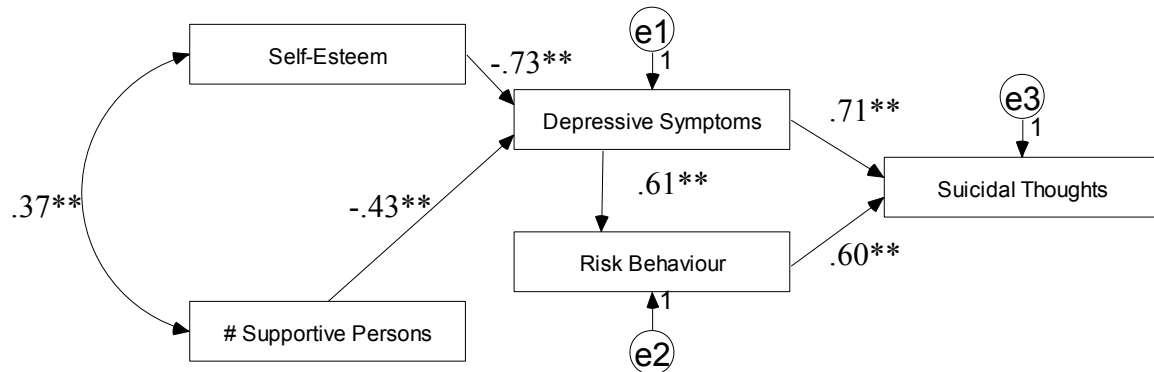 Self-Esteem
-.73**
e1
1
Depressive Symptoms
.71**
e3
1
Suicidal Thoughts
.37**
-.43**
.61**
Risk Behaviour
.60**
1
e2
# Supportive Persons